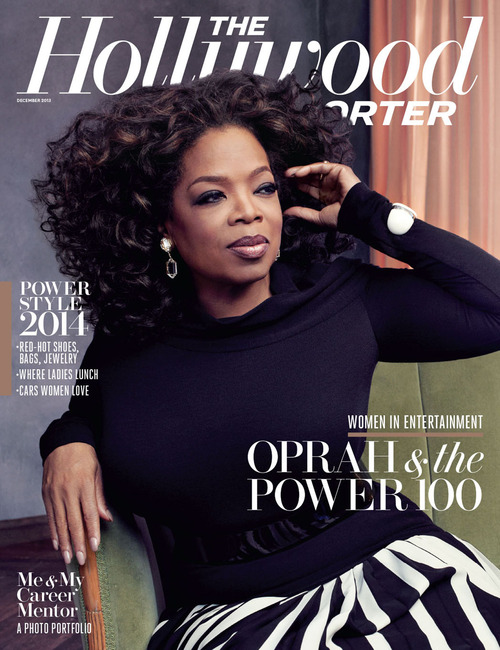 THE
Hollywood
ORTER
DECEMBER 2013
POWER
STYLE
2014
•RED-HOT SHOES,
BAGS, JEWELRY
•WHERE LADIES LUNCH
•CARS WOMEN LOVE
WOMEN IN ENTERTAINMENT
OPRAH & the
POWER 100
Me & My
Career
Mentor
A PHOTO PORTFOLIO